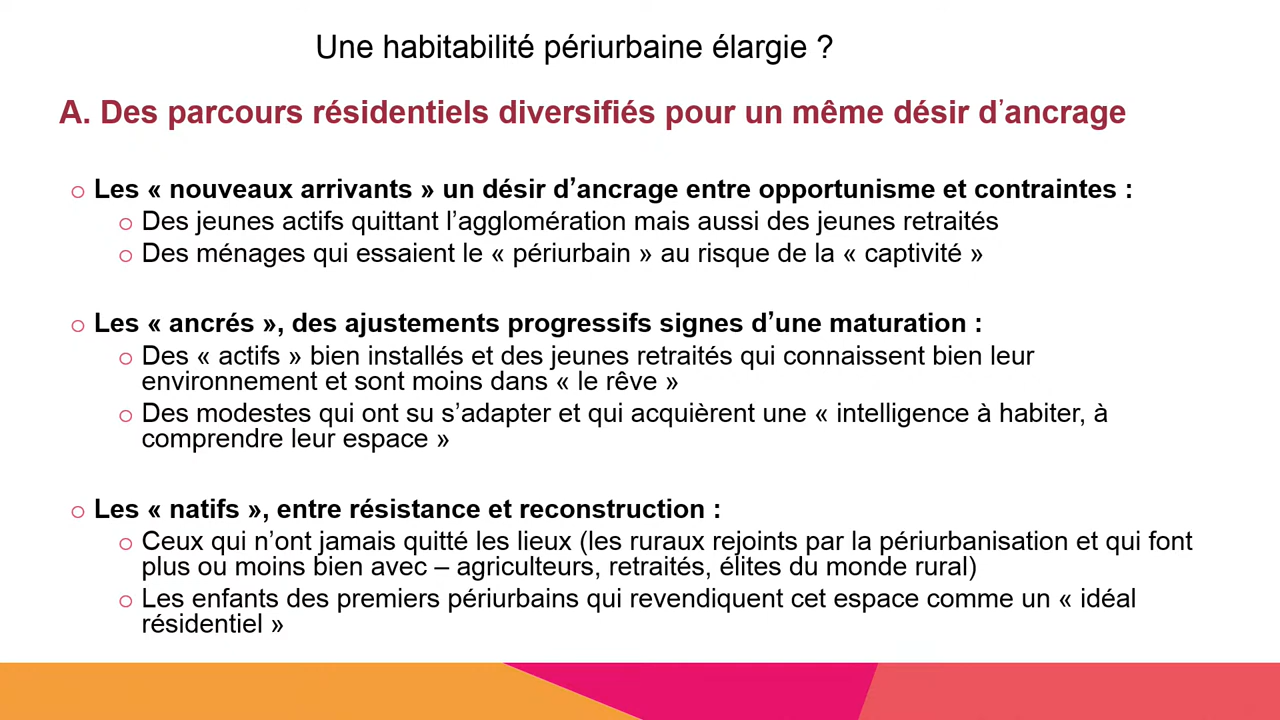 Une habitabilité périurbaine élargie ?
A. Des parcours résidentiels diversifiés pour un même désir d’ancrage
o Les « nouveaux arrivants » un désir d’ancrage entre opportunisme et contraintes :
o Des jeunes actifs quittant l’agglomération mais aussi des jeunes retraités
o Des ménages qui essaient le « périurbain » au risque de la « captivité »
o Les « ancrés », des ajustements progressifs signes d’une maturation :
o Des « actifs » bien installés et des jeunes retraités qui connaissent bien leur
environnement et sont moins dans « le rêve »
o Des modestes qui ont su s’adapter et qui acquièrent une « intelligence à habiter, à
comprendre leur espace »
o Les « natifs », entre résistance et reconstruction :
o Ceux qui n’ont jamais quitté les lieux (les ruraux rejoints par la périurbanisation et qui font
plus ou moins bien avec – agriculteurs, retraités, élites du monde rural)
o Les enfants des premiers périurbains qui revendiquent cet espace comme un « idéal
résidentiel »